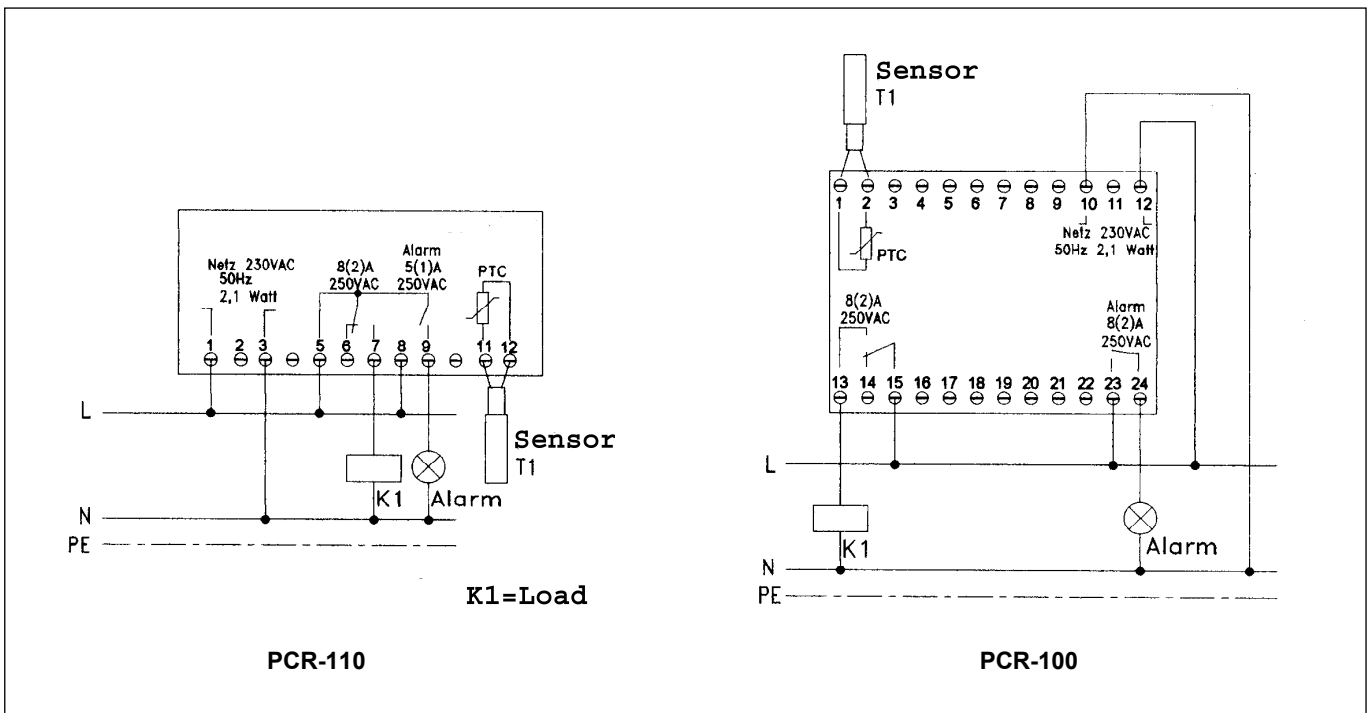 Netz 230VAC
50Hz
2,1 Watt
8(2)A
250VAC
Alarm
5(1)A
250VAC
PTC
1 2 3 5 6 7 8 9 11 12
L
Sensor
T1
K1
Alarm
N
PE
K1=Load
PCR-110
Sensor
T1
1 2 3 4 5 6 7 8 9 10 11 12
PTC
Netz 230VAC
50Hz 2,1 Watt
8(2)A
250VAC
Alarm
8(2)A
250VAC
13 14 15 16 17 18 19 20 21 22 23 24
L
K1
Alarm
N
PE
PCR-100